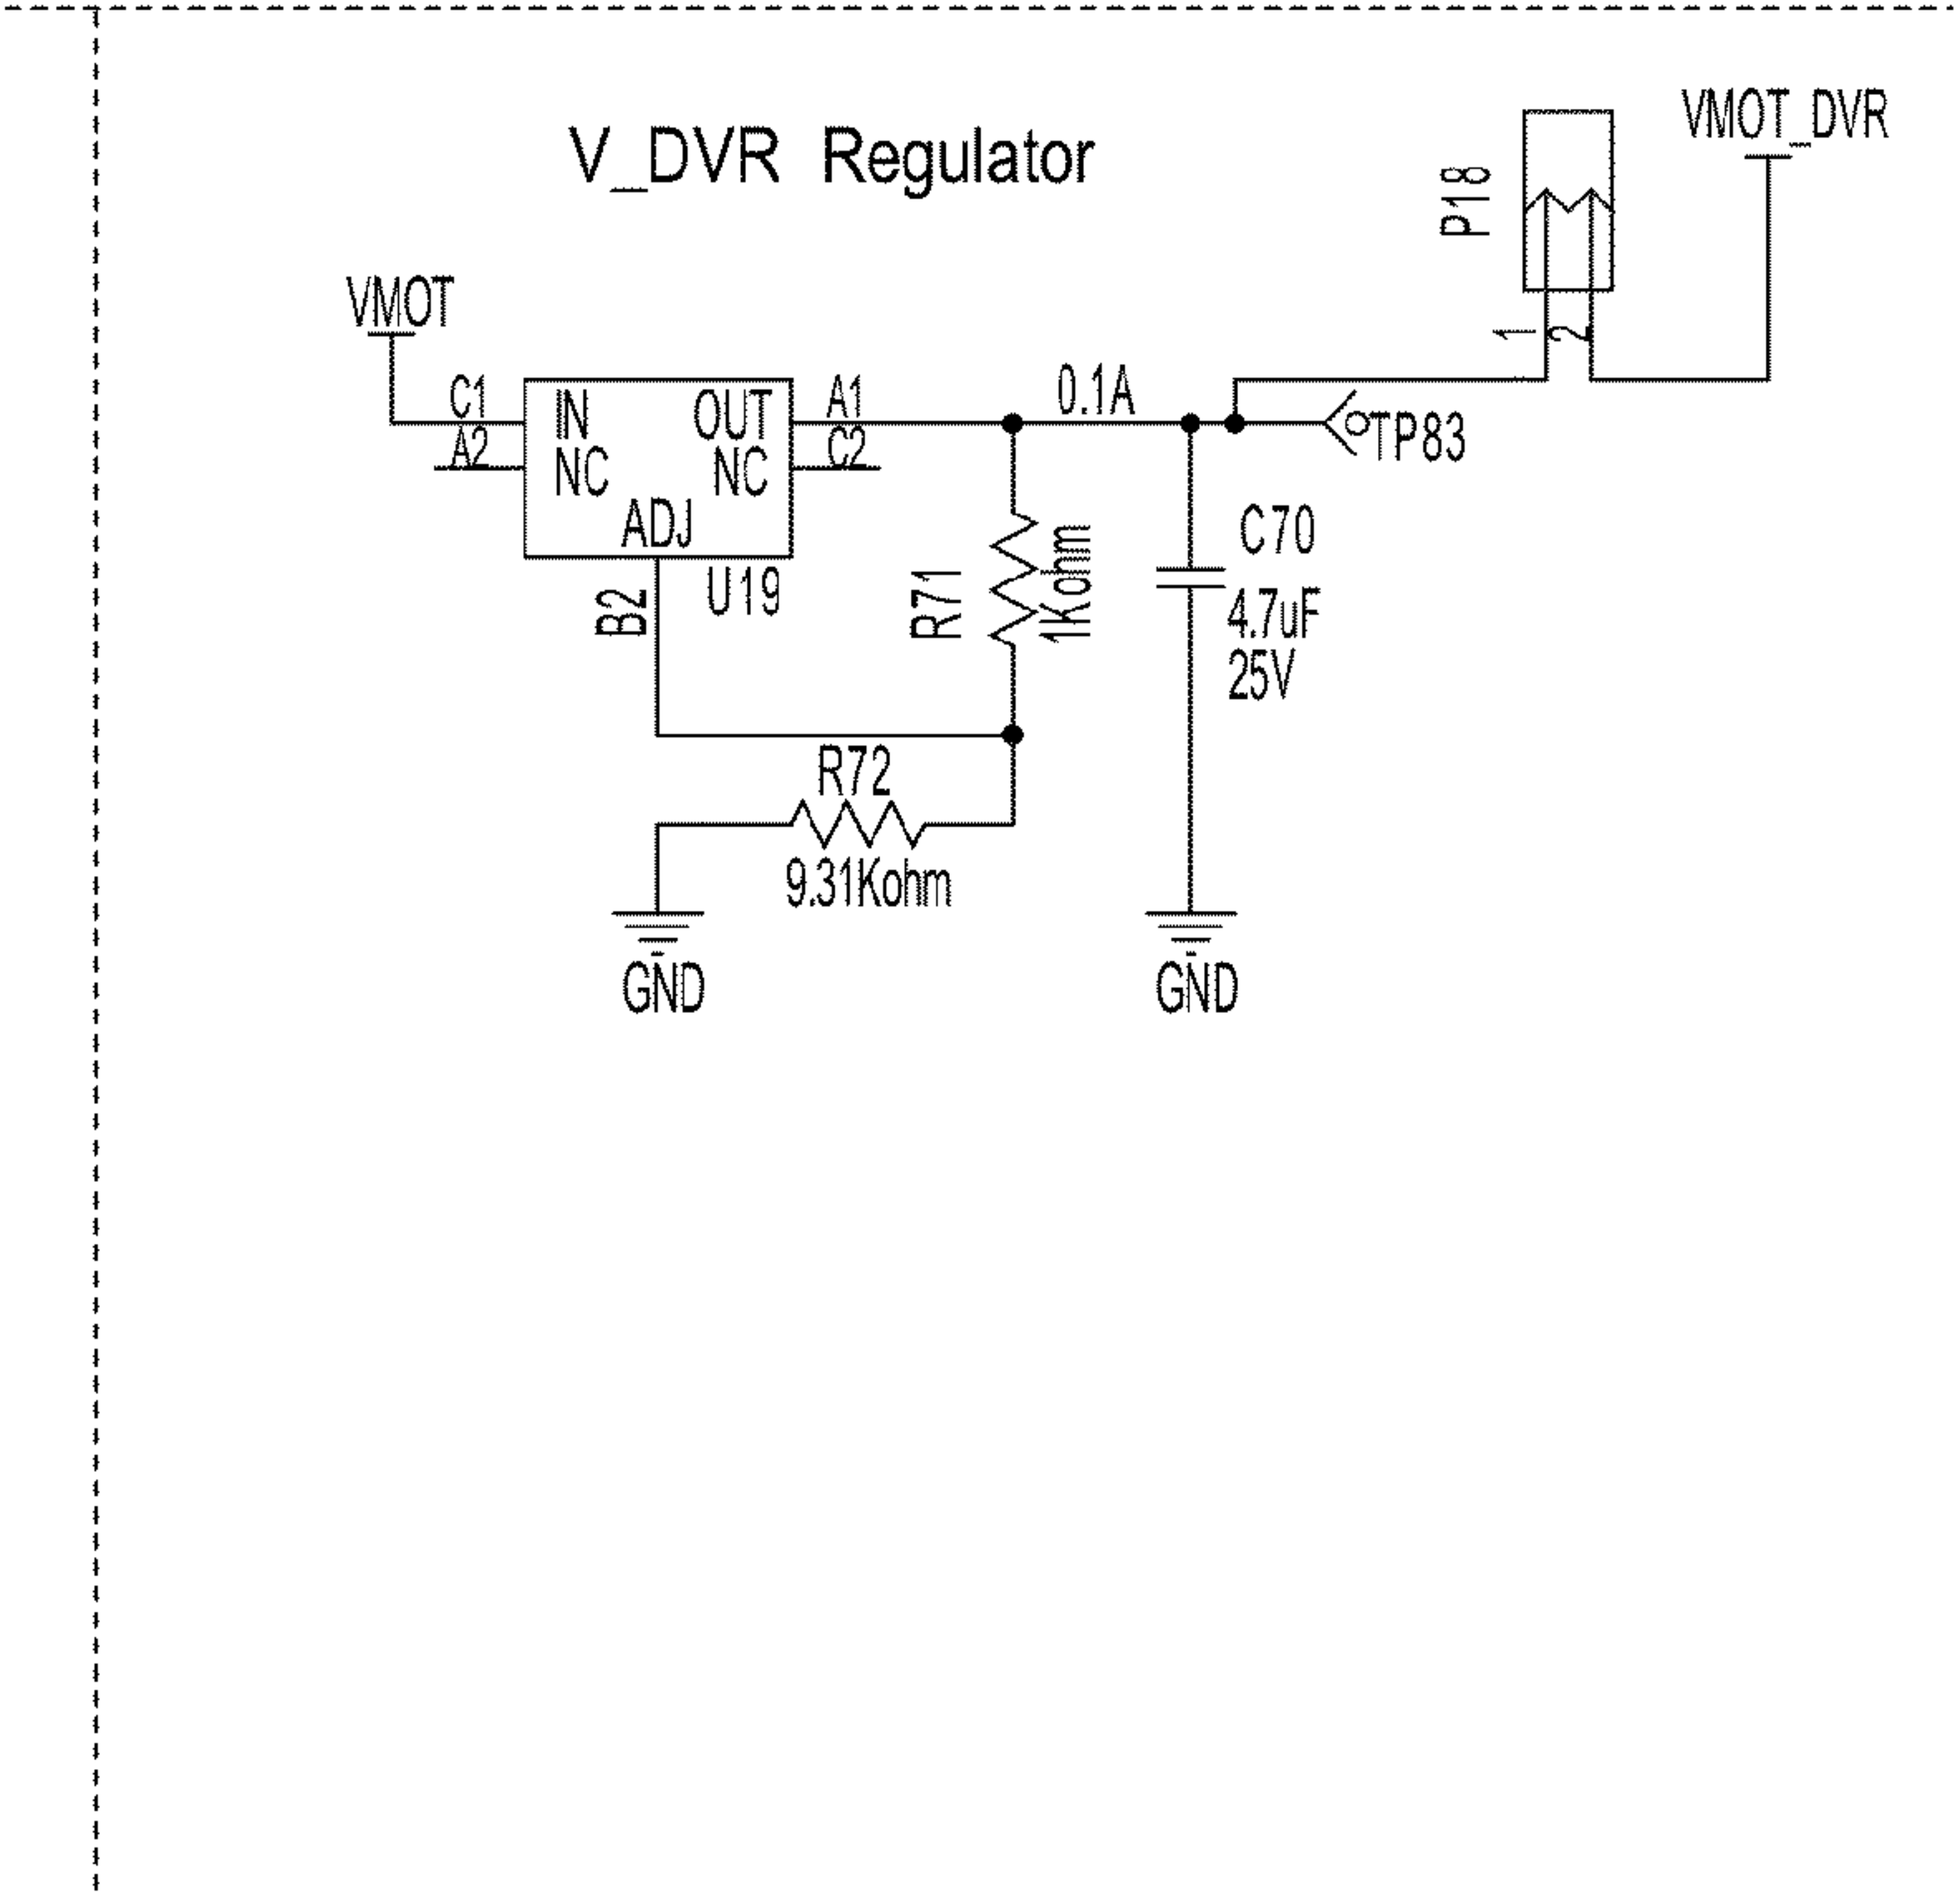 V_DVR Regulator
VMOT_DVR
P18
1
2
VMOT
C1
IN
OUT
A1
0.1A
A2
NC
NC
C2
TP83
ADJ
U19
B2
R71
1Kohm
C70
4.7uF
25V
R72
9.31Kohm
GND
GND